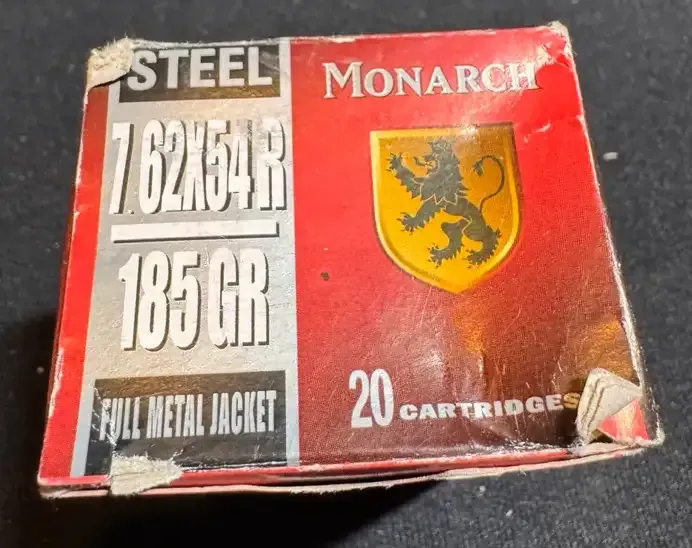 STEEL
7.62X54R
185 GR
FULL METAL JACKET
MONARCH
20 CARTRIDGES